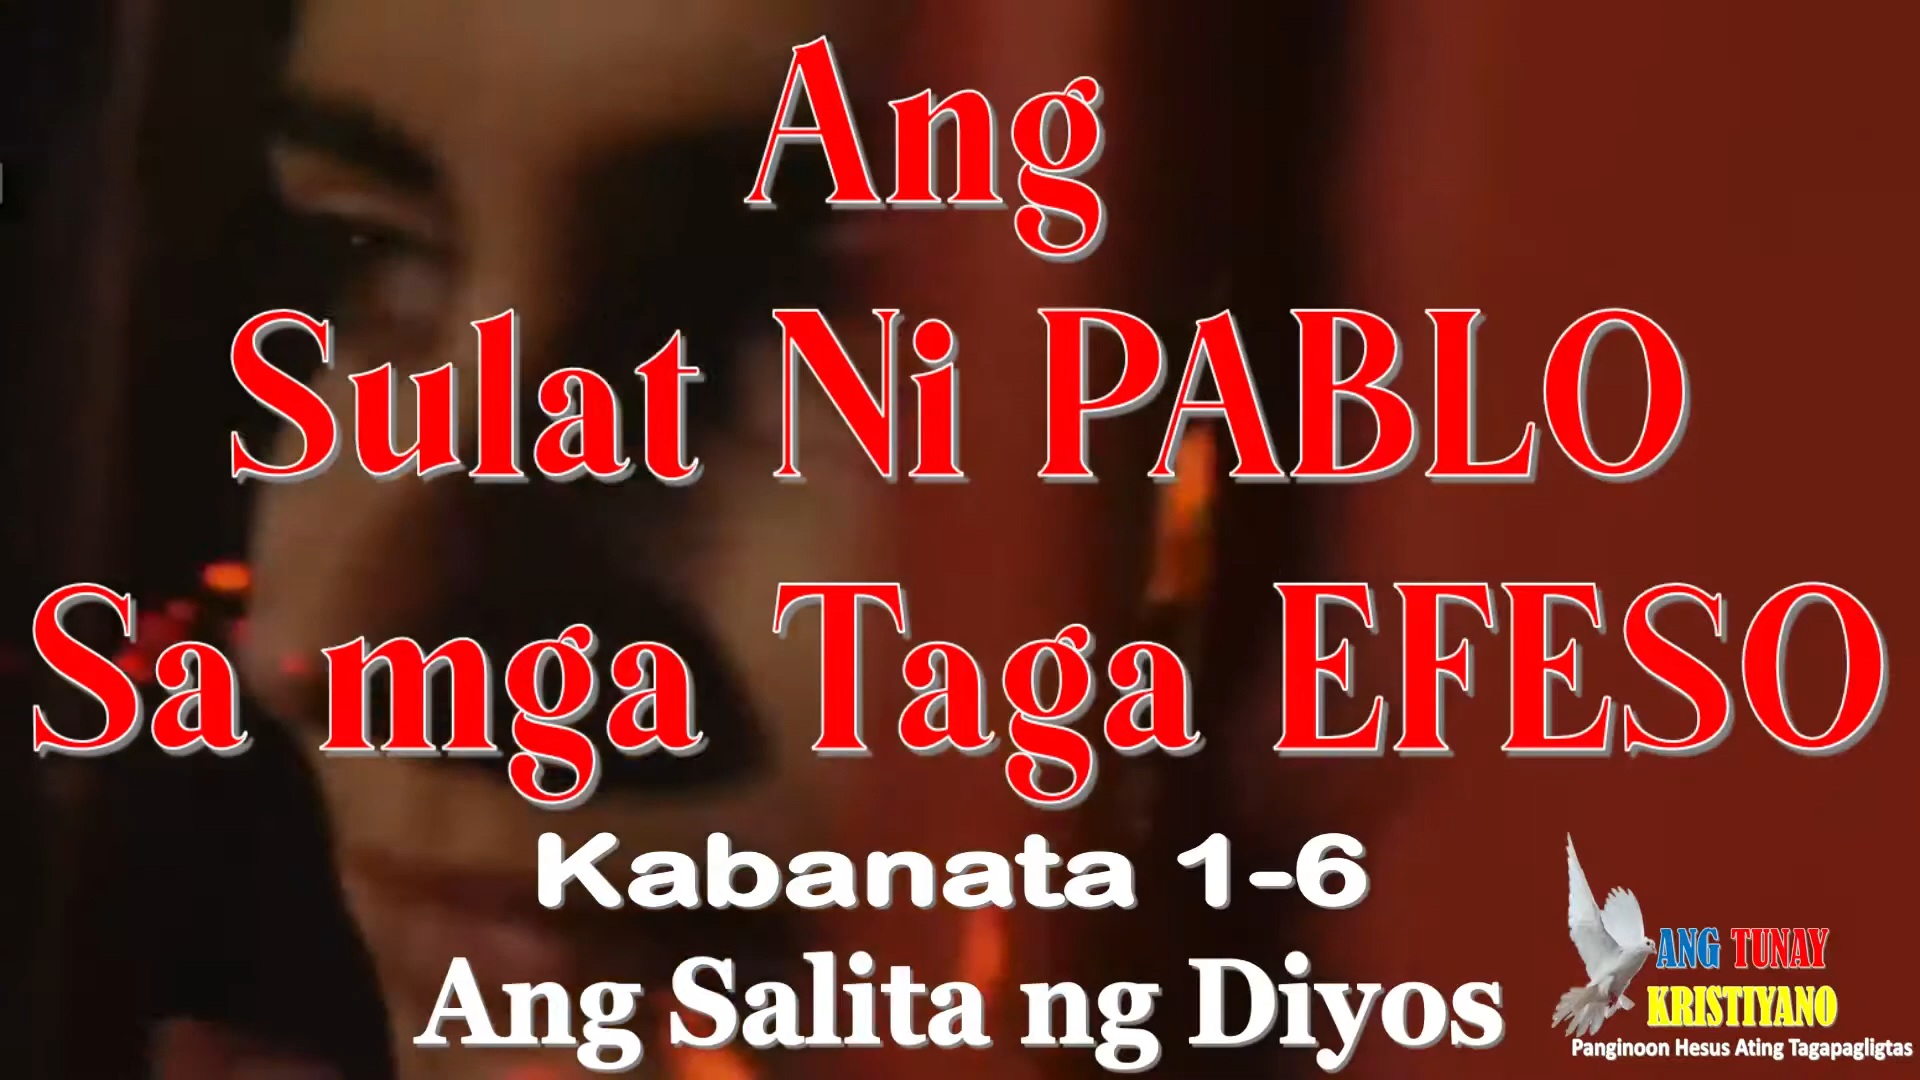 Ang
Sulat Ni PABLO
Sa mga Taga EFESO
Kabanata 1-6
Ang Salita ng Diyos
ANG TUNAY
KRISTIYANO
Panginoon Hesus Ating Tagapagligtas